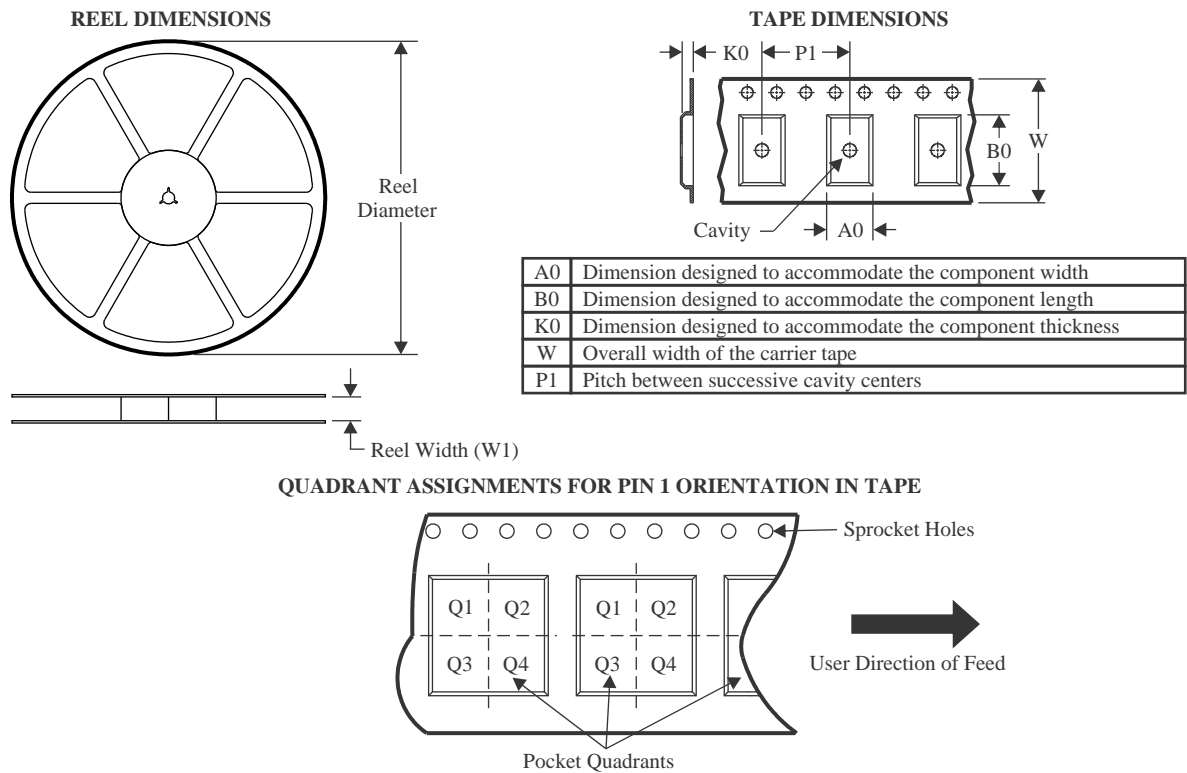 REEL DIMENSIONS
Reel
Diameter
Reel Width (W1)
TAPE DIMENSIONS
K0
P1
W
B0
Cavity
A0
A0 Dimension designed to accommodate the component width
B0 Dimension designed to accommodate the component length
K0 Dimension designed to accommodate the component thickness
W Overall width of the carrier tape
P1 Pitch between successive cavity centers
QUADRANT ASSIGNMENTS FOR PIN 1 ORIENTATION IN TAPE
Sprocket Holes
Q1 Q2 Q1 Q2
Q3 Q4 Q3 Q4
User Direction of Feed
Pocket Quadrants